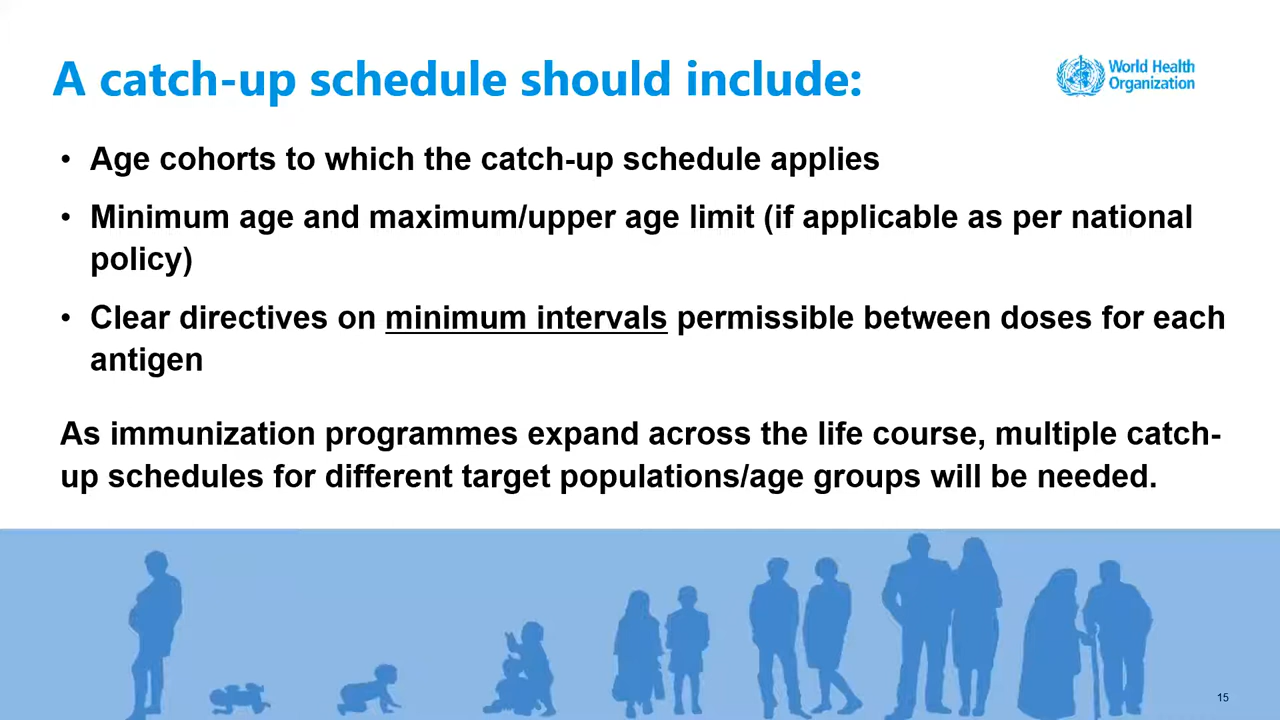 A catch-up schedule should include:
World Health
Organization
• Age cohorts to which the catch-up schedule applies
• Minimum age and maximum/upper age limit (if applicable as per national
policy)
• Clear directives on minimum intervals permissible between doses for each
antigen
As immunization programmes expand across the life course, multiple catch-
up schedules for different target populations/age groups will be needed.
15